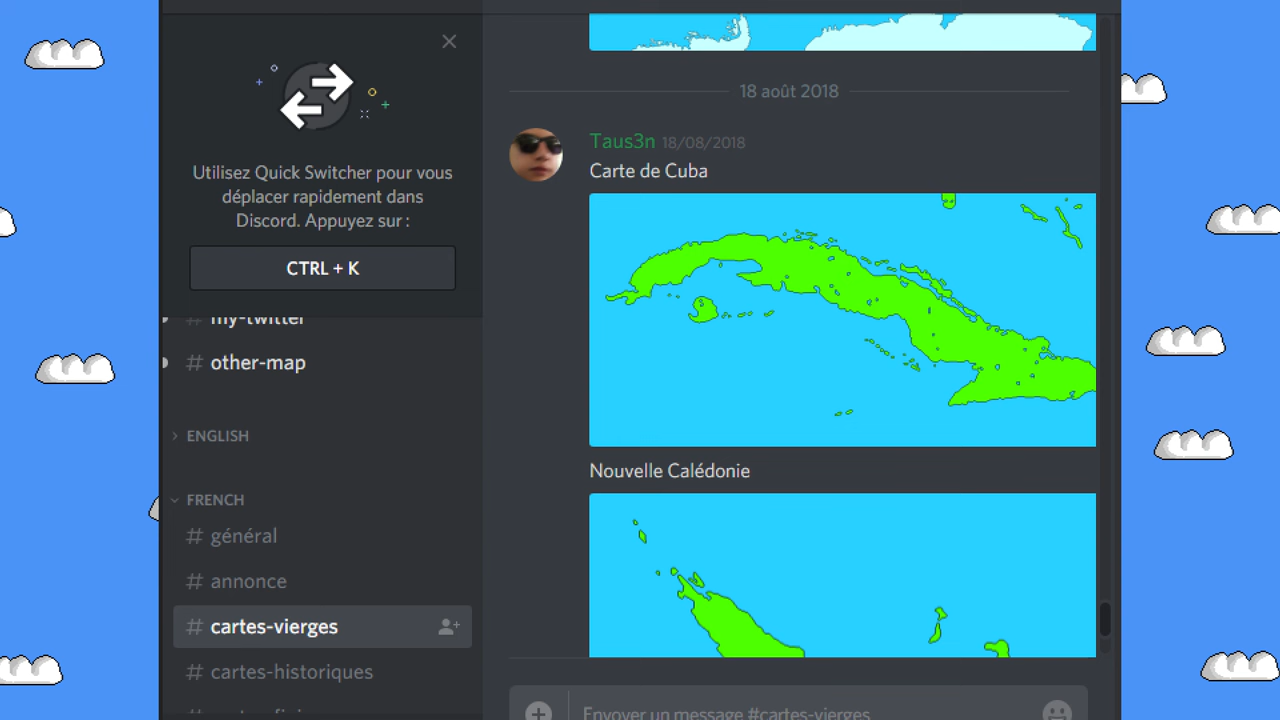 Utilisez Quick Switcher pour vous
déplacer rapidement dans
Discord. Appuyez sur :
CTRL + K
# my-twitter
# other-map
ENGLISH
FRENCH
# général
# annonce
# cartes-vierges
# cartes-historiques
18 août 2018
Taus3n 18/08/2018
Carte de Cuba
Nouvelle Calédonie
Envoyer un message #cartes-vierges